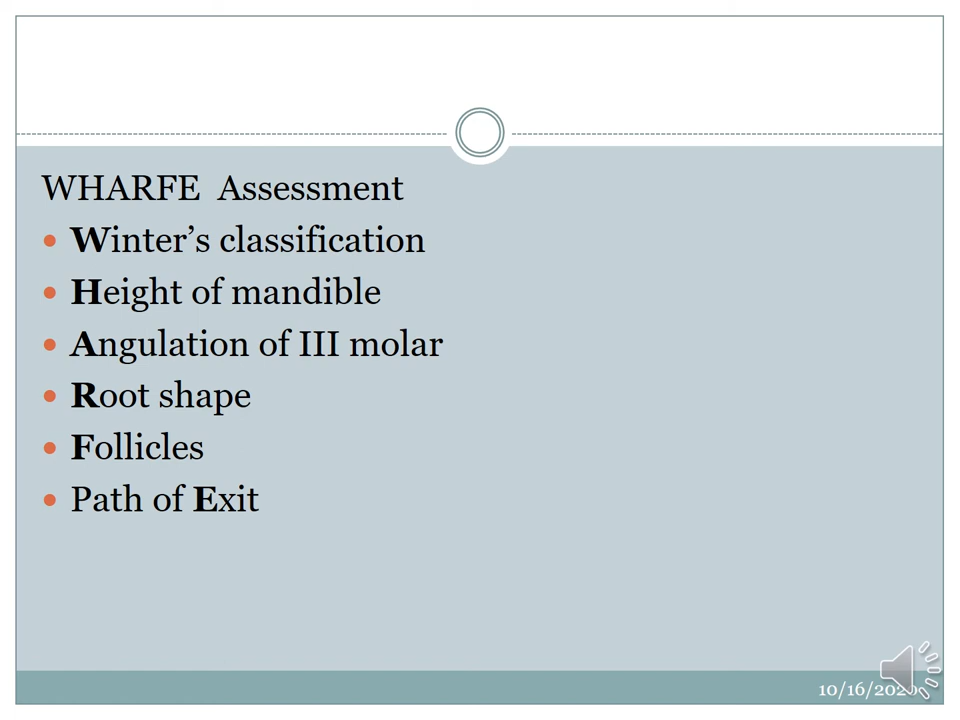 WHARFE Assessment
Winter’s classification
Height of mandible
Angulation of III molar
Root shape
Follicles
Path of Exit
10/16/2020